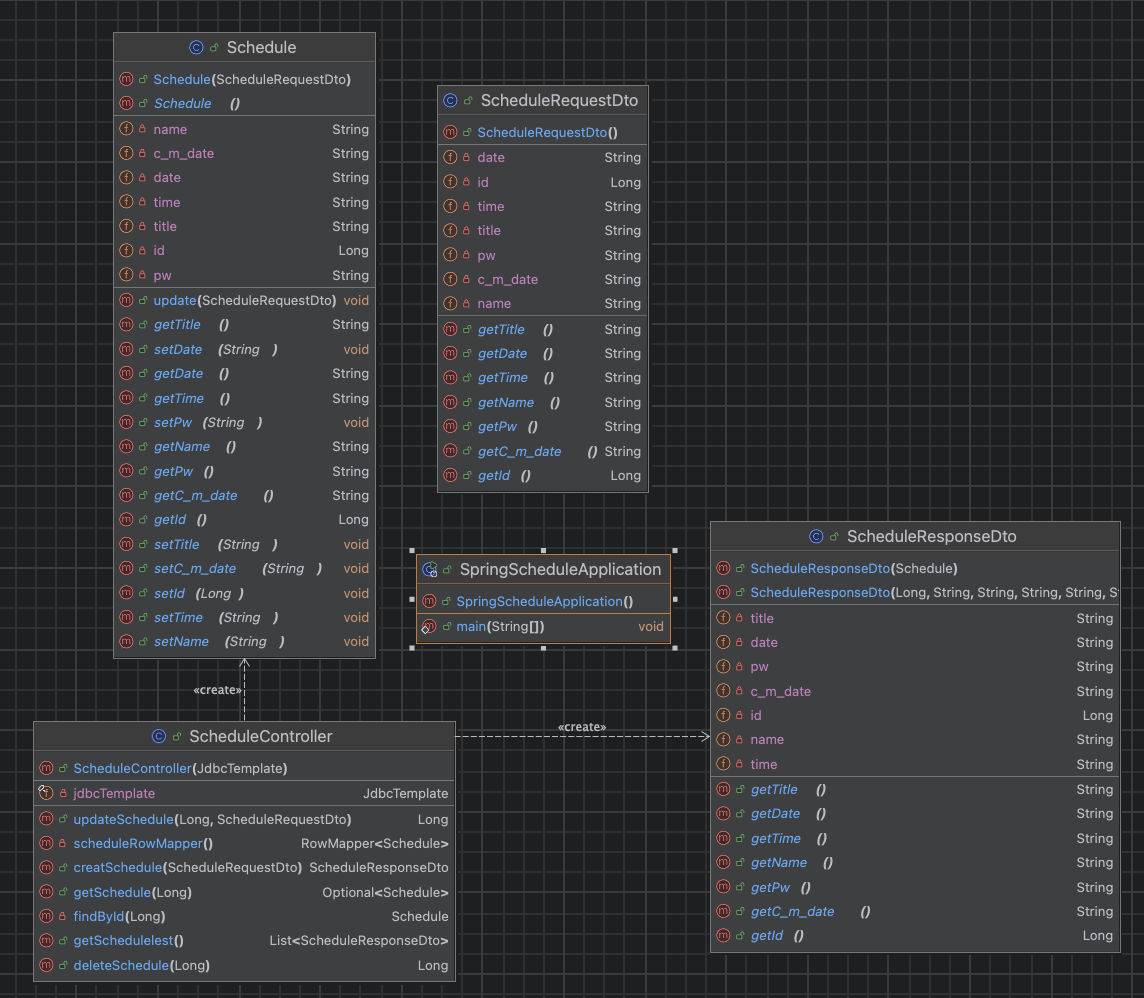 Schedule
Schedule(ScheduleRequestDto)
Schedule ()
name String
c_m_date String
date String
time String
title String
id Long
pw String
update(ScheduleRequestDto) void
getTitle () String
setDate (String ) void
getDate () String
getTime () String
setPw (String ) void
getName () String
getPw () String
getC_m_date () String
getId () Long
setTitle (String ) void
setC_m_date (String ) void
setId (Long ) void
setTime (String ) void
setName (String ) void
ScheduleRequestDto
ScheduleRequestDto()
date String
id Long
time String
title String
pw String
c_m_date String
name String
getTitle () String
getDate () String
getTime () String
getName () String
getPw () String
getC_m_date () String
getId () Long
SpringScheduleApplication
SpringScheduleApplication()
main(String[]) void
ScheduleResponseDto
ScheduleResponseDto(Schedule)
ScheduleResponseDto(Long, String, String, String, String, S
title String
date String
pw String
c_m_date String
id Long
name String
time String
getTitle () String
getDate () String
getTime () String
getName () String
getPw () String
getC_m_date () String
getId () Long
«create»
«create»
ScheduleController
ScheduleController(JdbcTemplate)
jdbcTemplate JdbcTemplate
updateSchedule(Long, ScheduleRequestDto) Long
scheduleRowMapper() RowMapper<Schedule>
creatSchedule(ScheduleRequestDto) ScheduleResponseDto
getSchedule(Long) Optional<Schedule>
findById(Long) Schedule
getSchedulelest() List<ScheduleResponseDto>
deleteSchedule(Long) Long